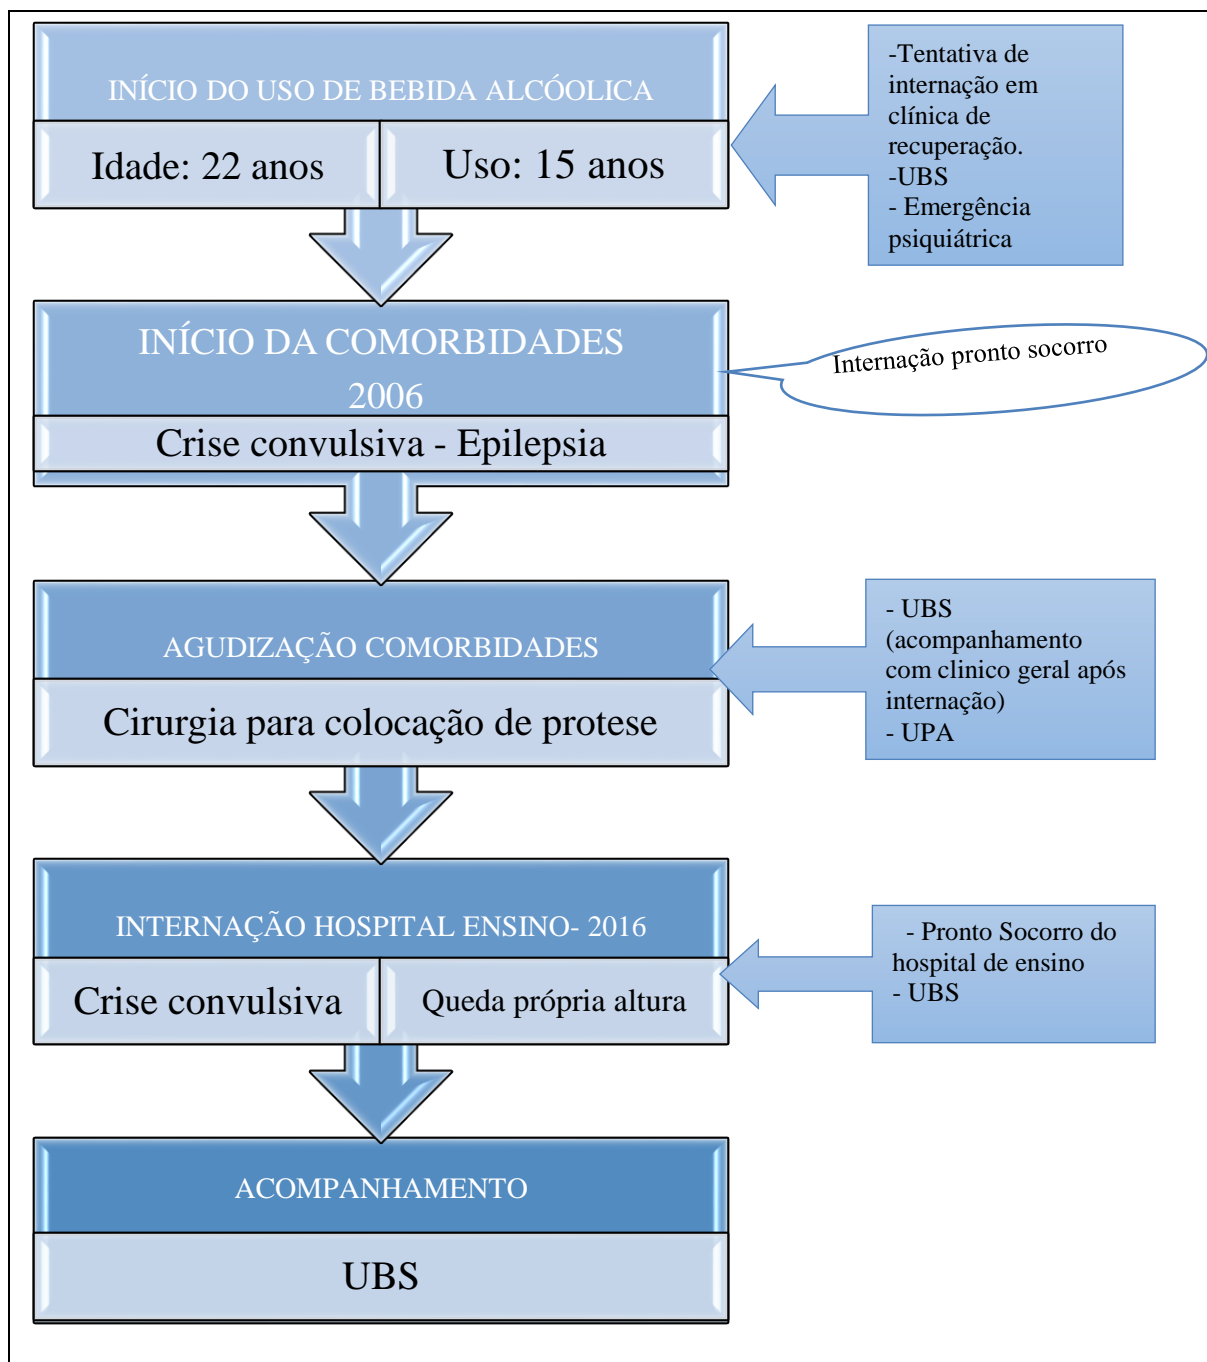 INÍCIO DO USO DE BEBIDA ALCÓOLICA
Idade: 22 anos
Uso: 15 anos
-Tentativa de
internação em
clínica de
recuperação.
-UBS
- Emergência
psiquiátrica
INÍCIO DA COMORBIDADES
2006
Crise convulsiva - Epilepsia
Internação pronto socorro
AGUDIZAÇÃO COMORBIDADES
Cirurgia para colocação de protese
- UBS
(acompanhamento
com clinico geral após
internação)
- UPA
INTERNAÇÃO HOSPITAL ENSINO- 2016
Crise convulsiva
Queda própria altura
- Pronto Socorro do
hospital de ensino
- UBS
ACOMPANHAMENTO
UBS